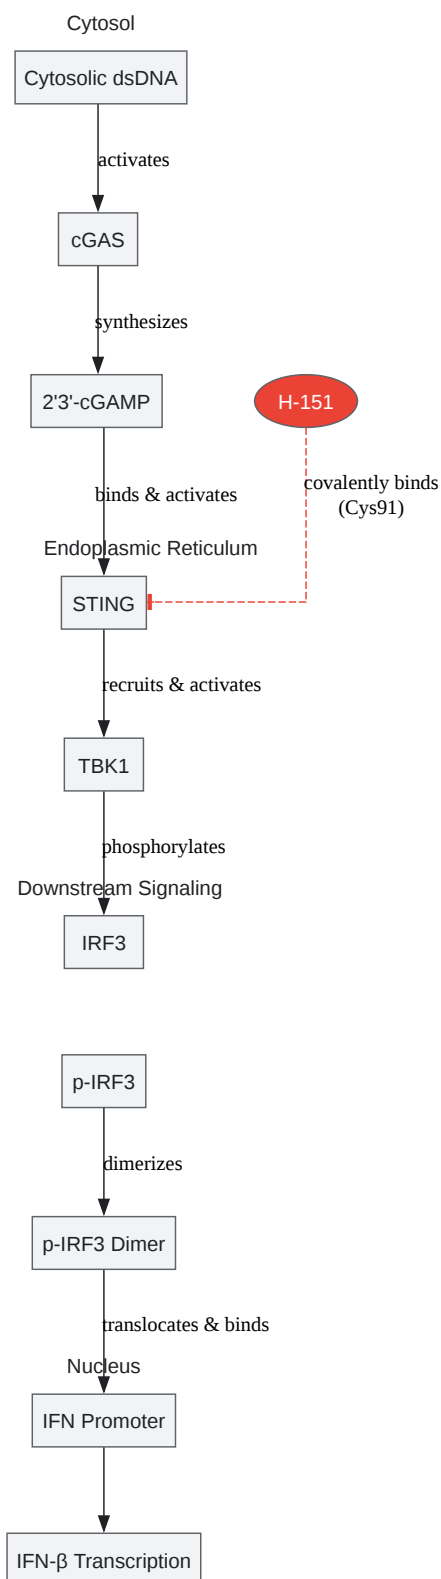 Cytosol
Cytosolic dsDNA
activates
cGAS
synthesizes
2'3'-cGAMP
H-151
covalently binds
(Cys91)
binds & activates
Endoplasmic Reticulum
STING
recruits & activates
TBK1
phosphorylates
Downstream Signaling
IRF3
p-IRF3
dimerizes
p-IRF3 Dimer
translocates & binds
Nucleus
IFN Promoter
IFN-β Transcription